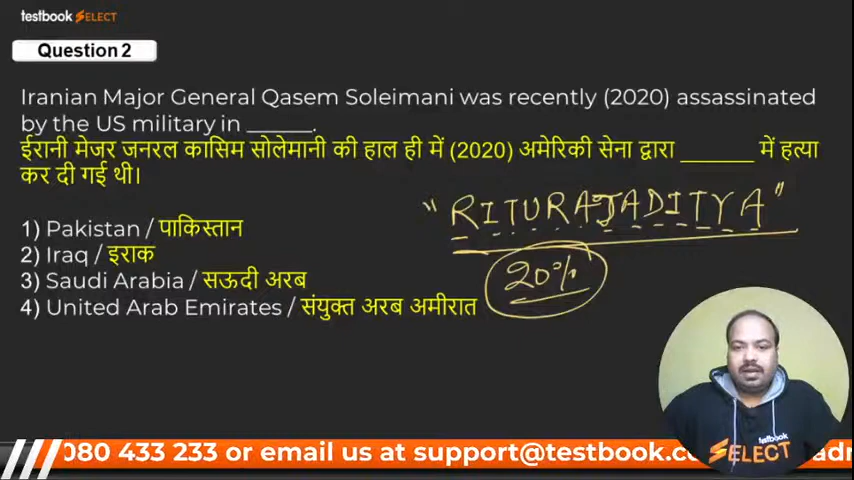 testbook SELECT
Question 2
Iranian Major General Qasem Soleimani was recently (2020) assassinated
by the US military in ______.
ईरानी मेजर जनरल कासिम सोलेमानी की हाल ही में (2020) अमेरिकी सेना द्वारा _______ में हत्या
कर दी गई थी।
"RITURAJADITYA"
1) Pakistan / पाकिस्तान
2) Iraq / इराक
20%
3) Saudi Arabia / सऊदी अरब
4) United Arab Emirates / संयुक्त अरब अमीरात
testbook
SELECT
080 433 233 or email us at support@testbook.c